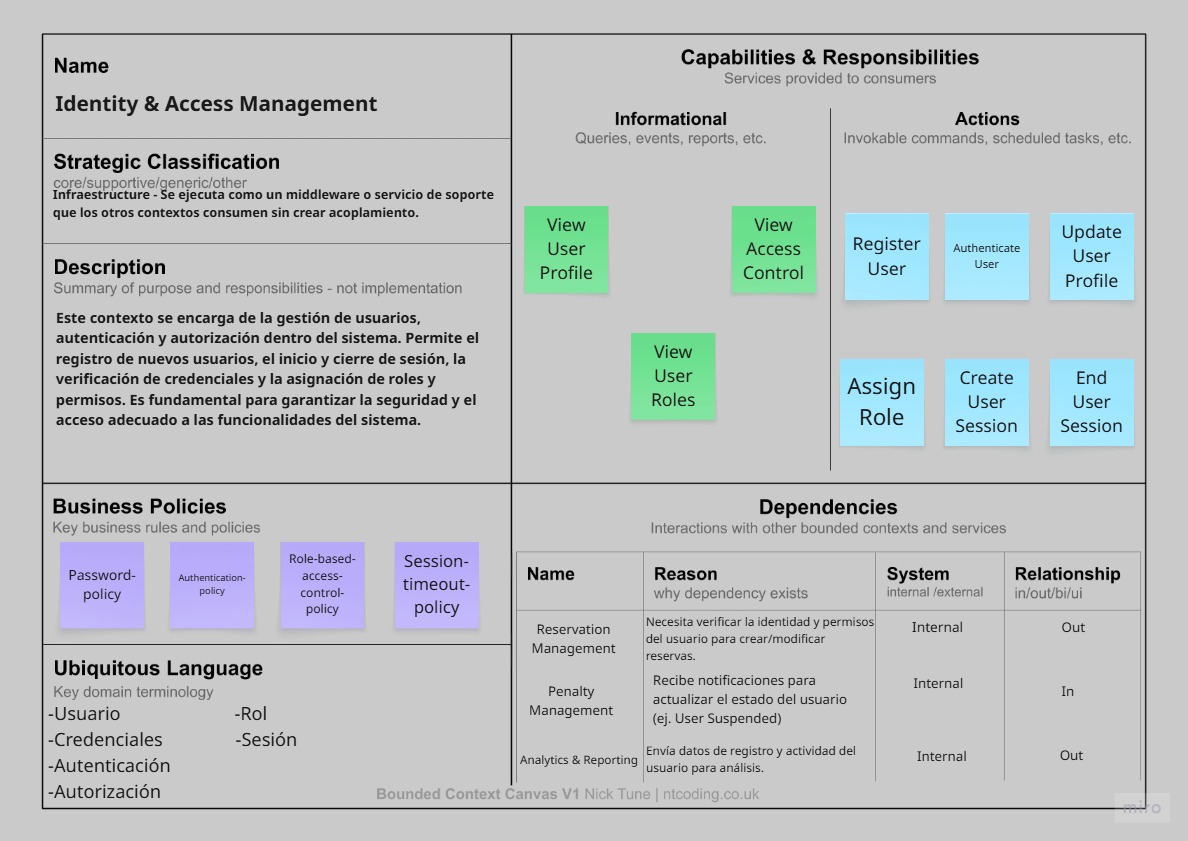 Name
Identity & Access Management
Strategic Classification
core/supportive/generic/other
Infraestructure - Se ejecuta como un middleware o servicio de soporte
que los otros contextos consumen sin crear acoplamiento.
Description
Summary of purpose and responsibilities - not implementation
Este contexto se encarga de la gestión de usuarios,
autenticación y autorización dentro del sistema. Permite el
registro de nuevos usuarios, el inicio y cierre de sesión, la
verificación de credenciales y la asignación de roles y
permisos. Es fundamental para garantizar la seguridad y el
acceso adecuado a las funcionalidades del sistema.
Capabilities & Responsibilities
Services provided to consumers
Informational
Queries, events, reports, etc.
View
User
Profile
View
Access
Control
View
User
Roles
Actions
Invokable commands, scheduled tasks, etc.
Register
User
Authenticate
User
Update
User
Profile
Assign
Role
Create
User
Session
End
User
Session
Business Policies
Key business rules and policies
Password-
policy
Authentication-
policy
Role-based-
access-
control-
policy
Session-
timeout-
policy
Ubiquitous Language
Key domain terminology
-Usuario
-Credenciales
-Autenticación
-Autorización
-Rol
-Sesión
Dependencies
Interactions with other bounded contexts and services
Name
Reason
why dependency exists
System
internal /external
Relationship
in/out/bi/ui
Reservation
Management
Necesita verificar la identidad y permisos
del usuario para crear/modificar
reservas.
Internal
Out
Penalty
Management
Recibe notificaciones para
actualizar el estado del usuario
(ej. User Suspended)
Internal
In
Analytics & Reporting
Envía datos de registro y actividad del
usuario para análisis.
Internal
Out
Bounded Context Canvas V1 Nick Tune | ntcoding.co.uk
miro